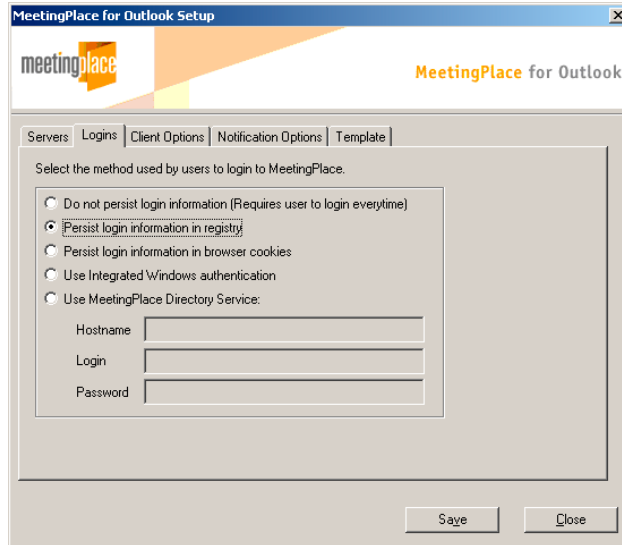 MeetingPlace for Outlook Setup
meetingplace
MeetingPlace for Outlook
Servers Logins Client Options Notification Options Template
Select the method used by users to login to MeetingPlace.
Do not persist login information (Requires user to login everytime)
Persist login information in registry
Persist login information in browser cookies
Use Integrated Windows authentication
Use MeetingPlace Directory Service:
Hostname
Login
Password
Save Close